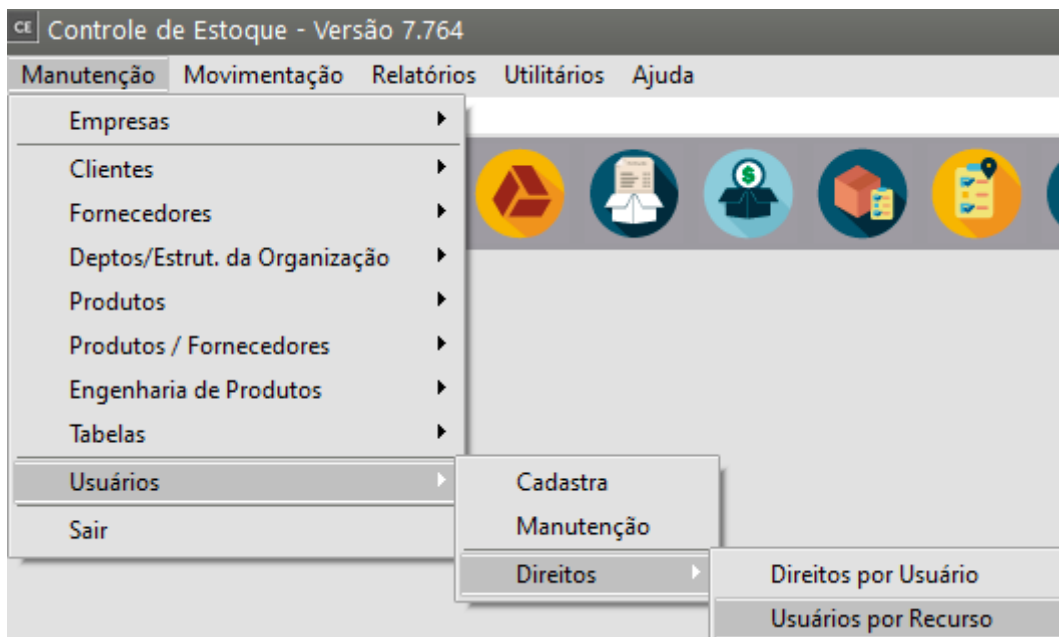 CE Controle de Estoque - Versão 7.764
Manutenção Movimentação Relatórios Utilitários Ajuda
Empresas
Clientes
Fornecedores
Deptos/Estrut. da Organização
Produtos
Produtos / Fornecedores
Engenharia de Produtos
Tabelas
Usuários
Sair
Cadastra
Manutenção
Direitos
Direitos por Usuário
Usuários por Recurso